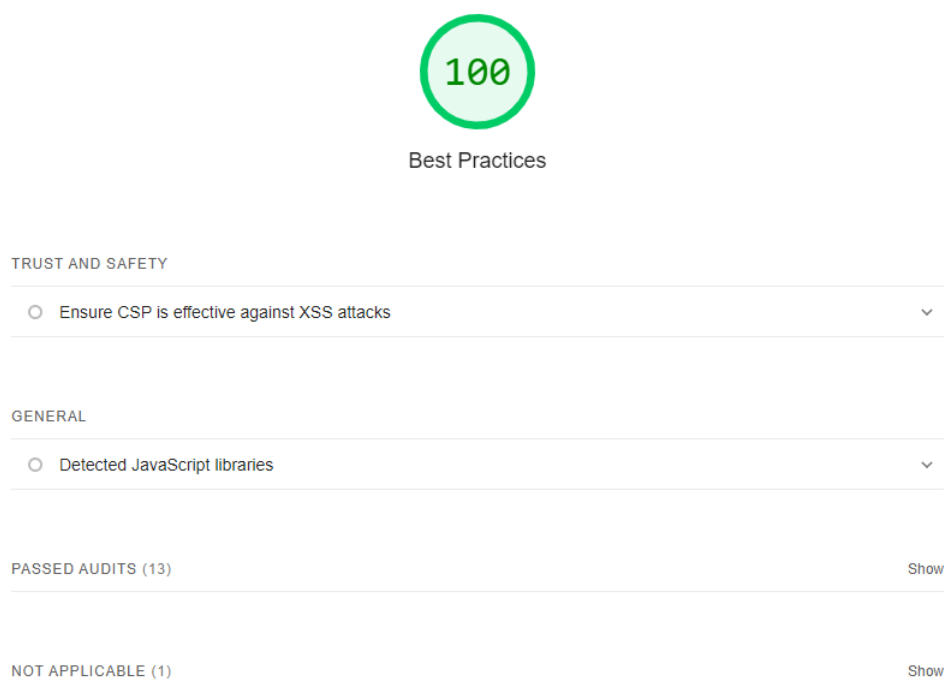 100
Best Practices
TRUST AND SAFETY
Ensure CSP is effective against XSS attacks
GENERAL
Detected JavaScript libraries
PASSED AUDITS (13) Show
NOT APPLICABLE (1) Show